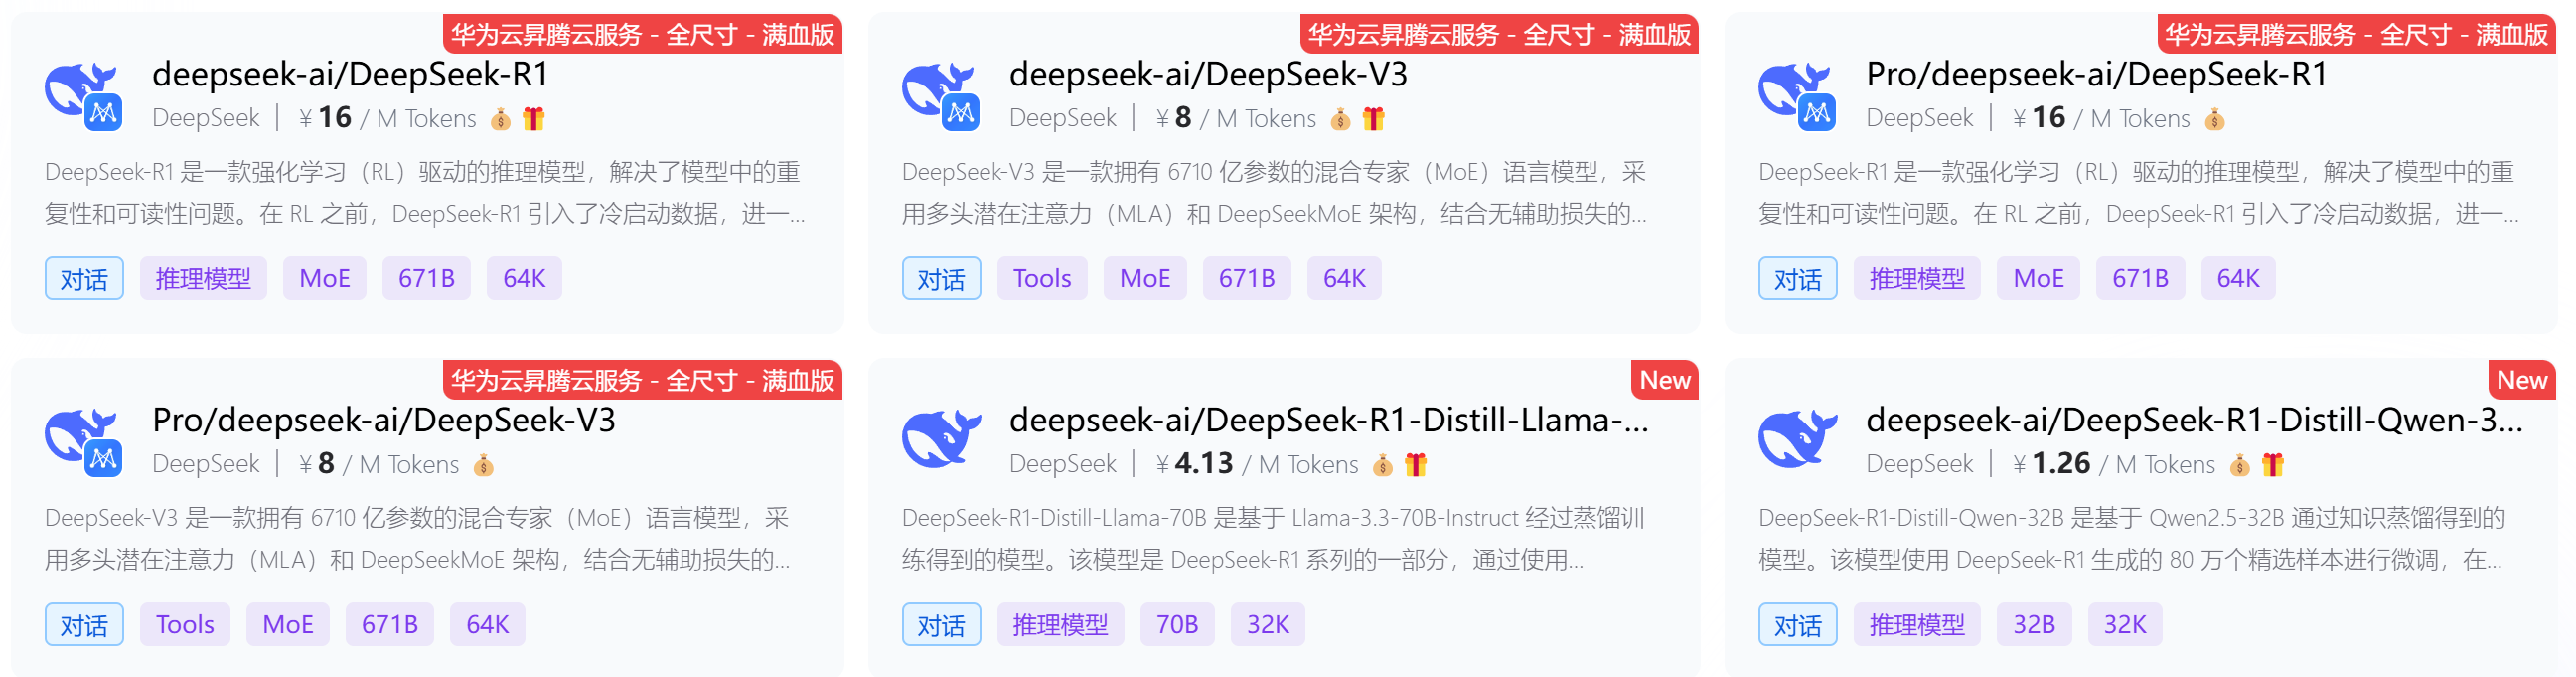 华为云昇腾云服务 - 全尺寸 - 满血版
deepseek-ai/DeepSeek-R1
DeepSeek | ¥ 16 / M Tokens
DeepSeek-R1 是一款强化学习（RL）驱动的推理模型，解决了模型中的重
复性和可读性问题。在 RL 之前，DeepSeek-R1 引入了冷启动数据，进一...
对话 推理模型 MoE 671B 64K
华为云昇腾云服务 - 全尺寸 - 满血版
deepseek-ai/DeepSeek-V3
DeepSeek | ¥ 8 / M Tokens
DeepSeek-V3 是一款拥有 6710 亿参数的混合专家（MoE）语言模型，采
用多头潜在注意力（MLA）和 DeepSeekMoE 架构，结合无辅助损失的...
对话 Tools MoE 671B 64K
华为云昇腾云服务 - 全尺寸 - 满血版
Pro/deepseek-ai/DeepSeek-R1
DeepSeek | ¥ 16 / M Tokens
DeepSeek-R1 是一款强化学习（RL）驱动的推理模型，解决了模型中的重
复性和可读性问题。在 RL 之前，DeepSeek-R1 引入了冷启动数据，进一...
对话 推理模型 MoE 671B 64K
华为云昇腾云服务 - 全尺寸 - 满血版
Pro/deepseek-ai/DeepSeek-V3
DeepSeek | ¥ 8 / M Tokens
DeepSeek-V3 是一款拥有 6710 亿参数的混合专家（MoE）语言模型，采
用多头潜在注意力（MLA）和 DeepSeekMoE 架构，结合无辅助损失的...
对话 Tools MoE 671B 64K
New
deepseek-ai/DeepSeek-R1-Distill-Llama-...
DeepSeek | ¥ 4.13 / M Tokens
DeepSeek-R1-Distill-Llama-70B 是基于 Llama-3.3-70B-Instruct 经过蒸馏训
练得到的模型。该模型是 DeepSeek-R1 系列的一部分，通过使用...
对话 推理模型 70B 32K
New
deepseek-ai/DeepSeek-R1-Distill-Qwen-3...
DeepSeek | ¥ 1.26 / M Tokens
DeepSeek-R1-Distill-Qwen-32B 是基于 Qwen2.5-32B 通过知识蒸馏得到的
模型。该模型使用 DeepSeek-R1 生成的 80 万个精选样本进行微调，在...
对话 推理模型 32B 32K